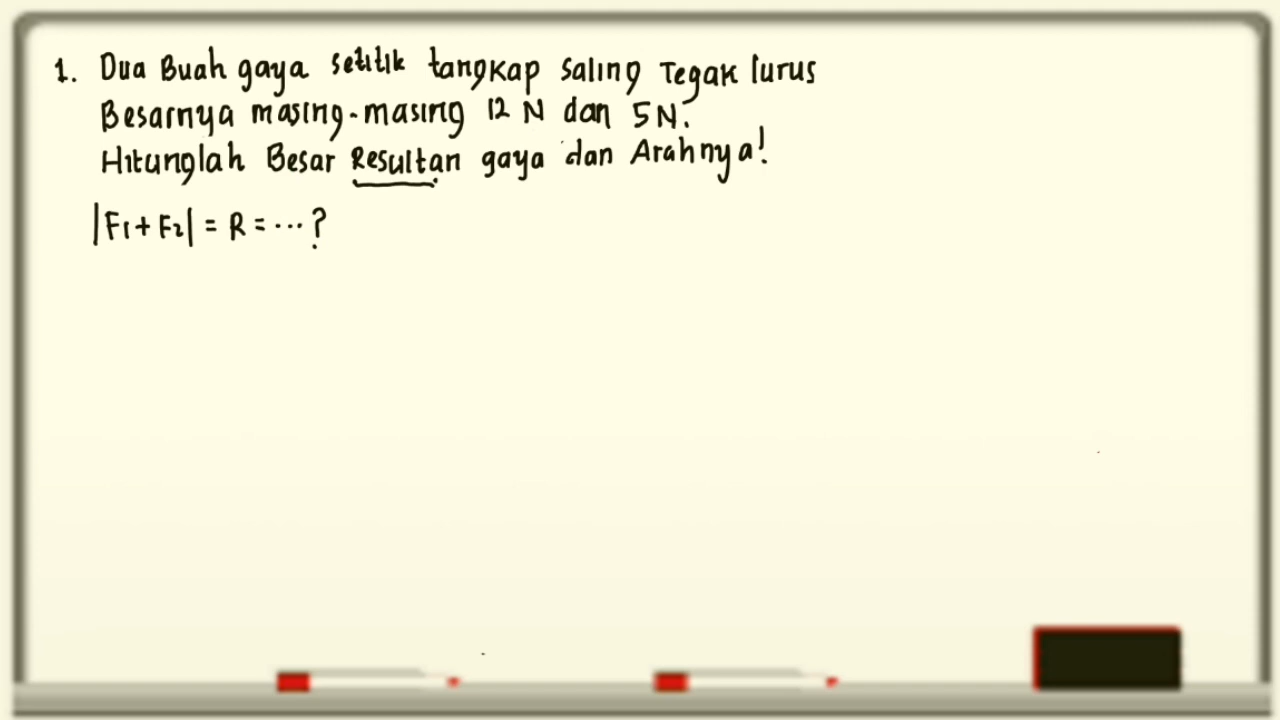 1. Dua Buah gaya setitik tangkap saling Tegak lurus
Besarnya masing-masing 12 N dan 5 N.
Hitunglah Besar Resultan gaya dan Arahnya!
|F1 + F2| = R = ...?